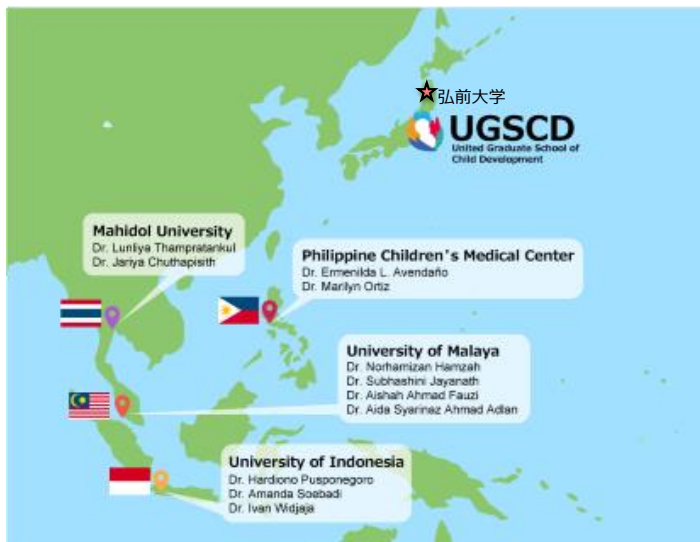 弘前大学
UGSCD
United Graduate School of
Child Development
Mahidol University
Dr. Lunliya Thampratankul
Dr. Jariya Chuthapisith
Philippine Children's Medical Center
Dr. Ermenilda L. Avendaño
Dr. Marilyn Ortiz
University of Malaya
Dr. Norhamizan Hamzah
Dr. Subhashini Jayanath
Dr. Aishah Ahmad Fauzi
Dr. Aida Syarinaz Ahmad Adlan
University of Indonesia
Dr. Hardiono Pusponegoro
Dr. Amanda Soebadi
Dr. Ivan Widjaja